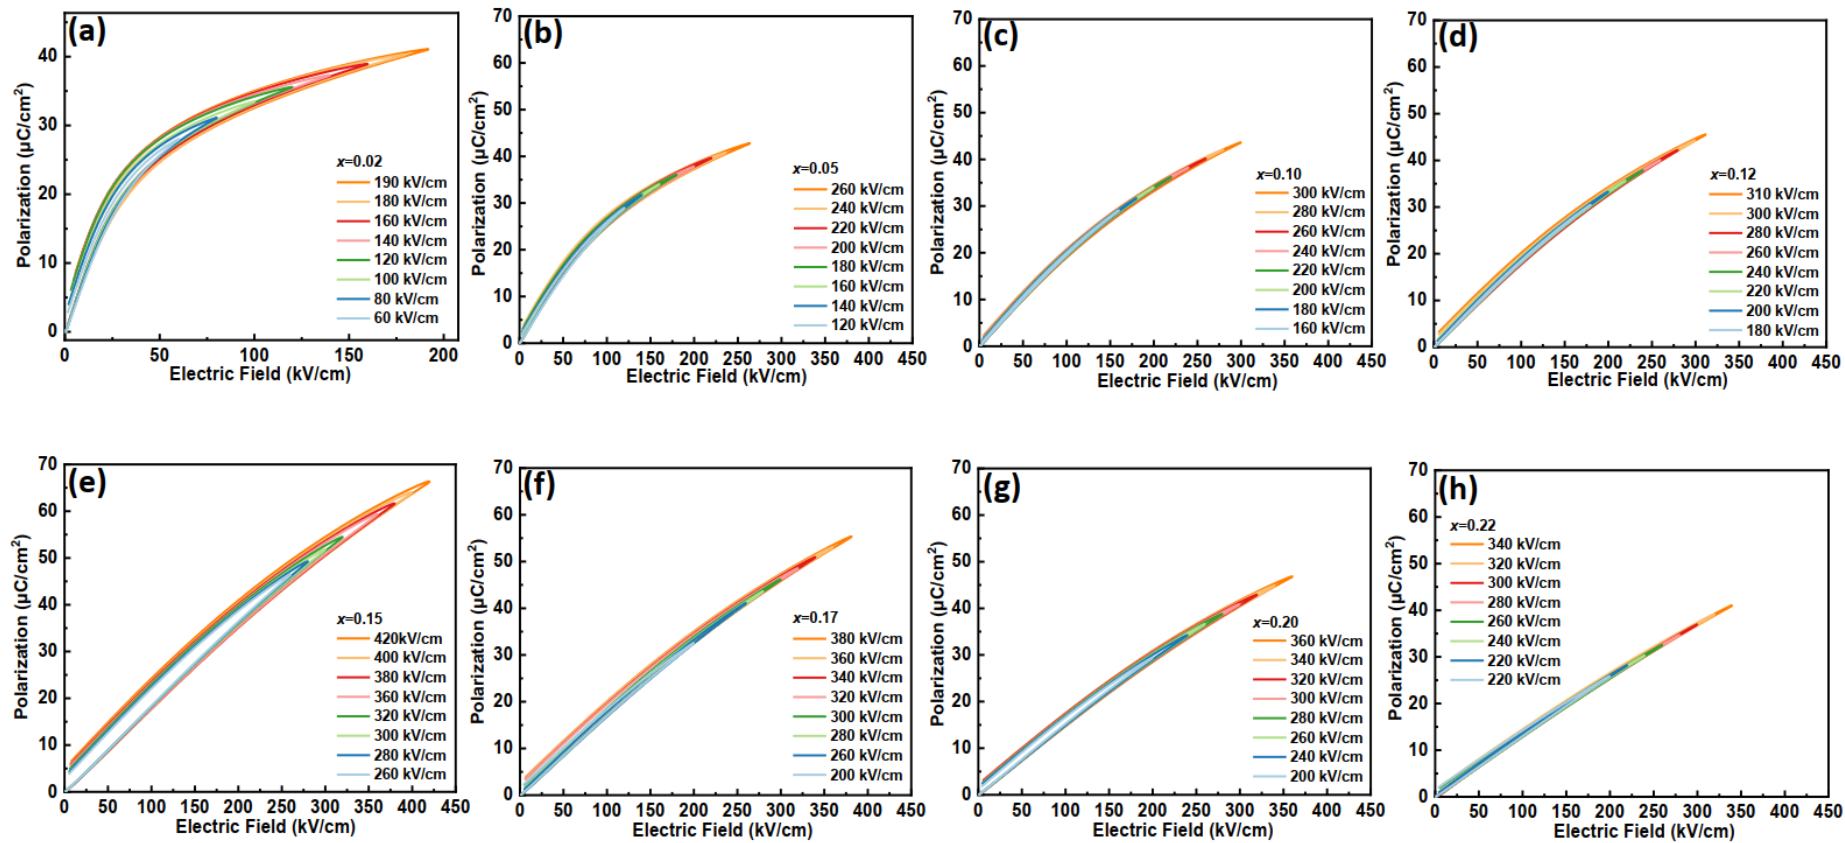 (a)
Polarization (µC/cm²)
40
30
20
10
0
x=0.02
190 kV/cm
180 kV/cm
160 kV/cm
140 kV/cm
120 kV/cm
100 kV/cm
80 kV/cm
60 kV/cm
0 50 100 150 200
Electric Field (kV/cm)
(b)
Polarization (µC/cm²)
70
60
50
40
30
20
10
0
x=0.05
260 kV/cm
240 kV/cm
220 kV/cm
200 kV/cm
180 kV/cm
160 kV/cm
140 kV/cm
120 kV/cm
0 50 100 150 200 250 300 350 400 450
Electric Field (kV/cm)
(c)
Polarization (µC/cm²)
70
60
50
40
30
20
10
0
x=0.10
300 kV/cm
280 kV/cm
260 kV/cm
240 kV/cm
220 kV/cm
200 kV/cm
180 kV/cm
160 kV/cm
0 50 100 150 200 250 300 350 400 450
Electric Field (kV/cm)
(d)
Polarization (µC/cm²)
70
60
50
40
30
20
10
0
x=0.12
310 kV/cm
300 kV/cm
280 kV/cm
260 kV/cm
240 kV/cm
220 kV/cm
200 kV/cm
180 kV/cm
0 50 100 150 200 250 300 350 400 450
Electric Field (kV/cm)
(e)
Polarization (µC/cm²)
70
60
50
40
30
20
10
0
x=0.15
420kV/cm
400 kV/cm
380 kV/cm
360 kV/cm
320 kV/cm
300 kV/cm
280 kV/cm
260 kV/cm
0 50 100 150 200 250 300 350 400 450
Electric Field (kV/cm)
(f)
Polarization (µC/cm²)
70
60
50
40
30
20
10
0
x=0.17
380 kV/cm
360 kV/cm
340 kV/cm
320 kV/cm
300 kV/cm
280 kV/cm
260 kV/cm
200 kV/cm
0 50 100 150 200 250 300 350 400 450
Electric Field (kV/cm)
(g)
Polarization (µC/cm²)
70
60
50
40
30
20
10
0
x=0.20
360 kV/cm
340 kV/cm
320 kV/cm
300 kV/cm
280 kV/cm
260 kV/cm
240 kV/cm
200 kV/cm
0 50 100 150 200 250 300 350 400 450
Electric Field (kV/cm)
(h)
Polarization (µC/cm²)
70
60
50
40
30
20
10
0
x=0.22
340 kV/cm
320 kV/cm
300 kV/cm
280 kV/cm
260 kV/cm
240 kV/cm
220 kV/cm
220 kV/cm
0 50 100 150 200 250 300 350 400 450
Electric Field (kV/cm)